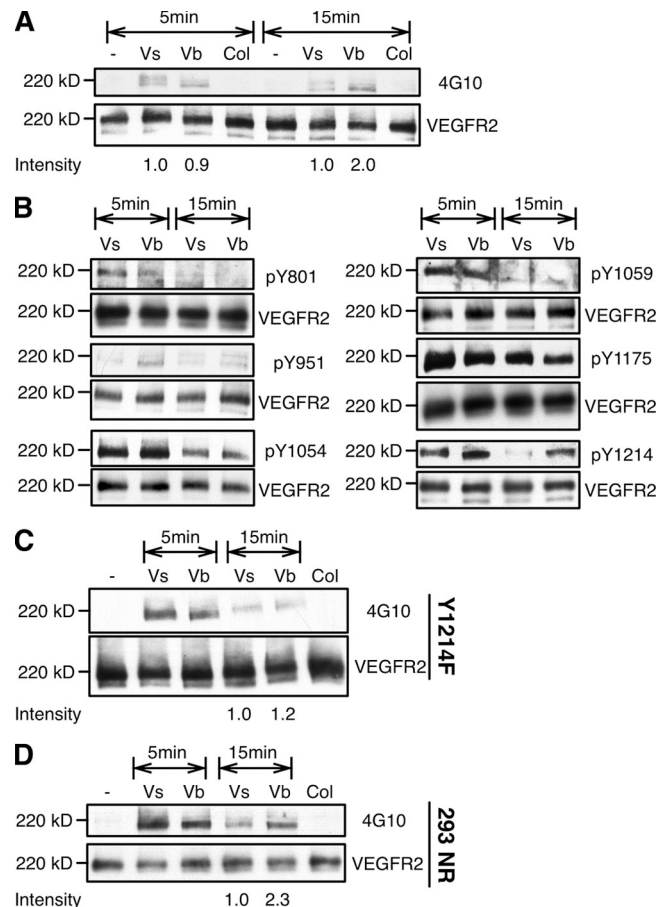 A
5min 15min
- Vs Vb Col - Vs Vb Col
220 kD 4G10
220 kD VEGFR2
Intensity 1.0 0.9 1.0 2.0
B
5min 15min
Vs Vb Vs Vb
220 kD pY801
220 kD VEGFR2
220 kD pY951
220 kD VEGFR2
220 kD pY1054
220 kD VEGFR2
5min 15min
Vs Vb Vs Vb
220 kD pY1059
220 kD VEGFR2
220 kD pY1175
220 kD VEGFR2
220 kD pY1214
220 kD VEGFR2
C
5min 15min
- Vs Vb Vs Vb Col
220 kD 4G10
220 kD VEGFR2
Y1214F
Intensity 1.0 1.2
D
5min 15min
- Vs Vb Vs Vb Col
220 kD 4G10
220 kD VEGFR2
293 NR
Intensity 1.0 2.3